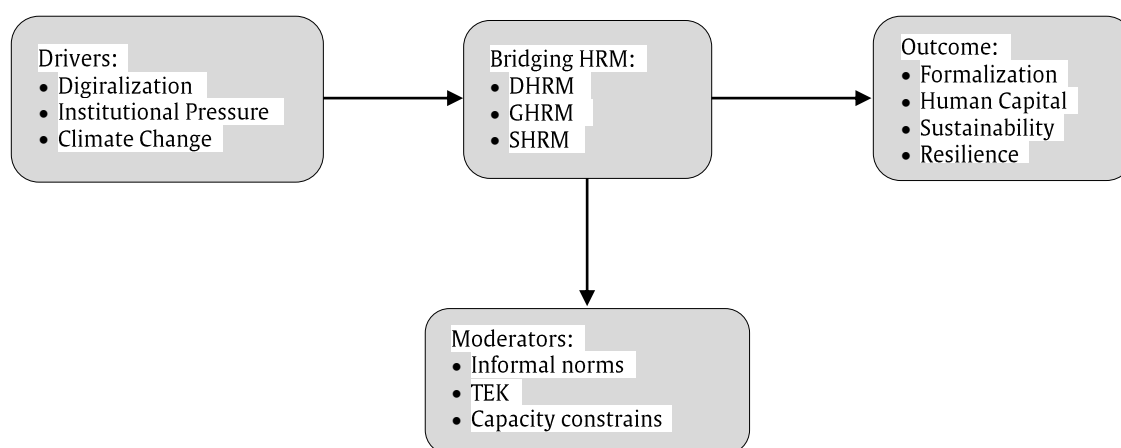 Drivers:
• Digiralization
• Institutional Pressure
• Climate Change
Bridging HRM:
• DHRM
• GHRM
• SHRM
Outcome:
• Formalization
• Human Capital
• Sustainability
• Resilience
Moderators:
• Informal norms
• TEK
• Capacity constrains